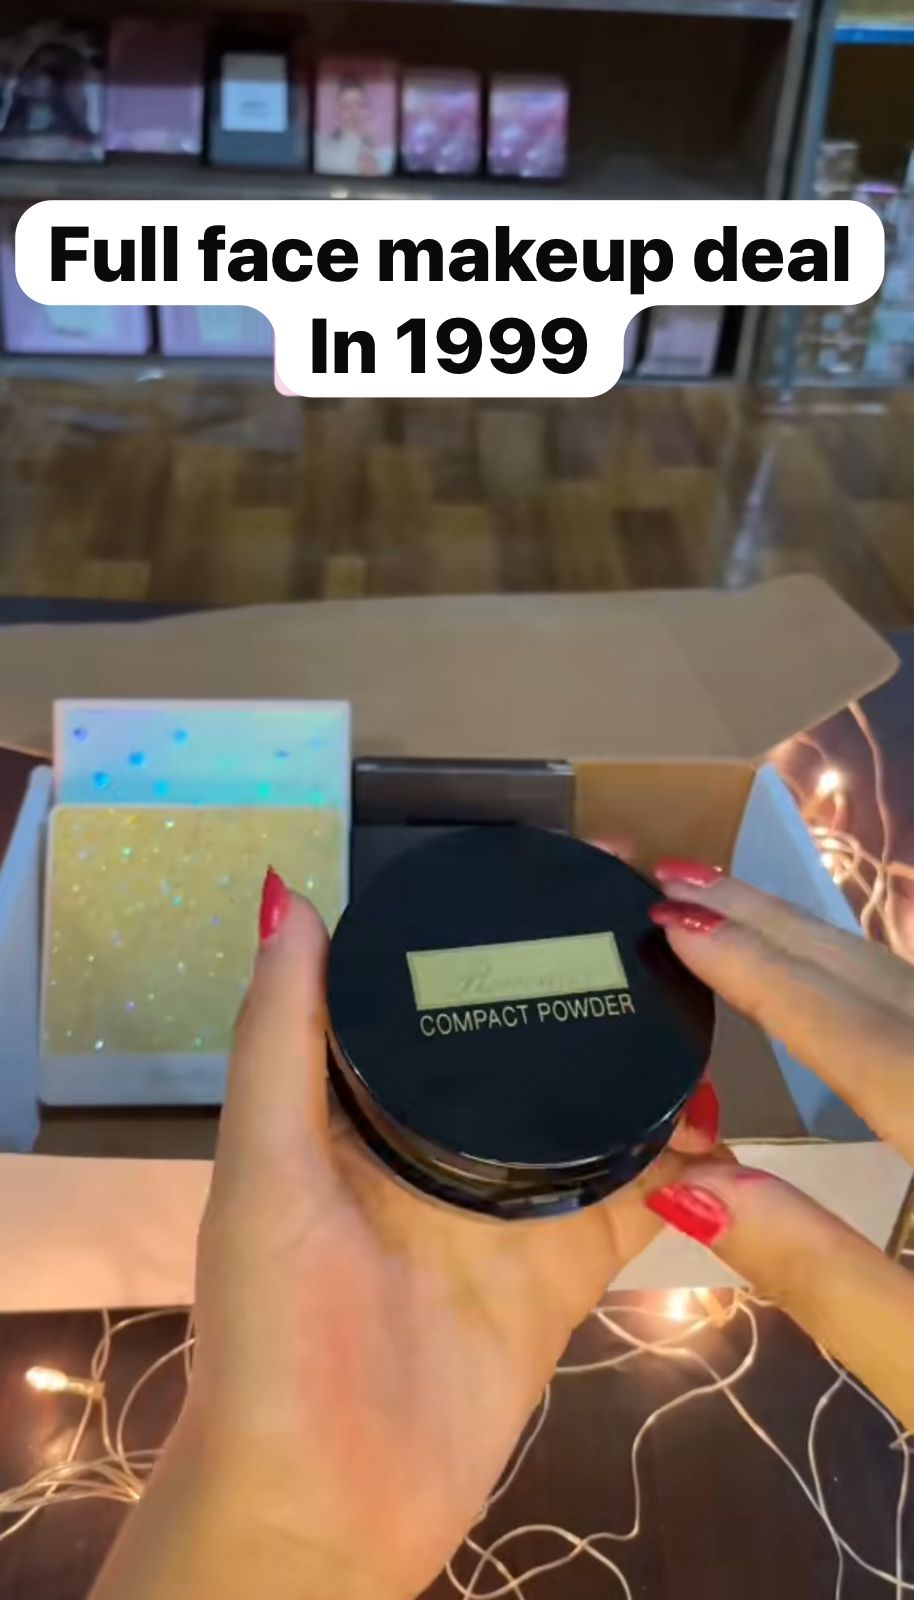 Full face makeup deal
In 1999
COMPACT POWDER